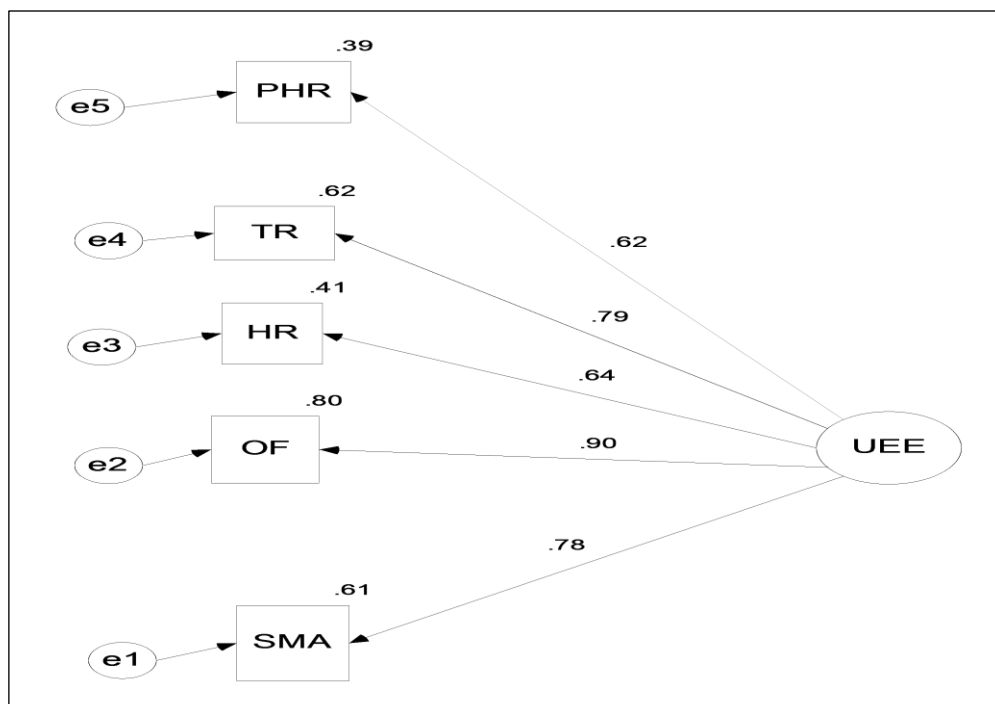 .39
PHR
e5
.62
TR
e4
.62
.41
.79
HR
e3
.64
.80
OF
e2
.90
UEE
.78
.61
SMA
e1